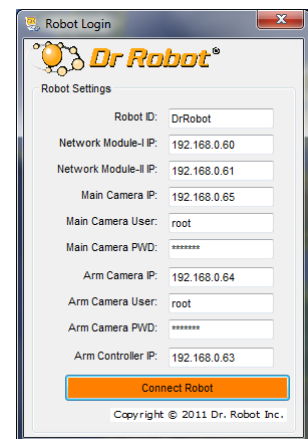 Robot Login
Dr Robot®
Robot Settings
Robot ID: DrRobot
Network Module-I IP: 192.168.0.60
Network Module-II IP: 192.168.0.61
Main Camera IP: 192.168.0.65
Main Camera User: root
Main Camera PWD: *******
Arm Camera IP: 192.168.0.64
Arm Camera User: root
Arm Camera PWD: *******
Arm Controller IP: 192.168.0.63
Connect Robot
Copyright © 2011 Dr. Robot Inc.